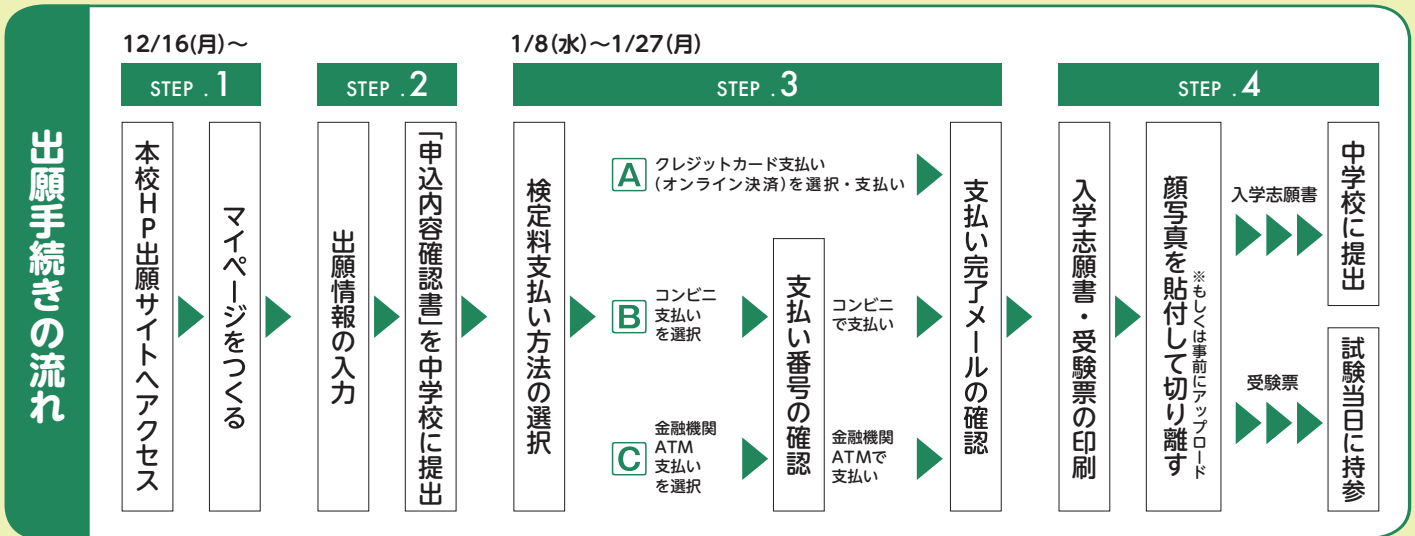 出願手続きの流れ
12/16(月)～
STEP . 1
本校HP出願サイトへアクセス
マイページをつくる
STEP . 2
出願情報の入力
「申込内容確認書」を中学校に提出
1/8(水)～1/27(月)
STEP . 3
検定料支払い方法の選択
A
クレジットカード支払い
(オンライン決済)を選択・支払い
B
コンビニ
支払い
を選択
C
金融機関
ATM
支払い
を選択
支払い番号の確認
コンビニ
で支払い
金融機関
ATMで
支払い
支払い完了メールの確認
STEP . 4
入学志願書・受験票の印刷
顔写真を貼付して切り離す
※もしくは事前にアップロード
入学志願書
中学校に提出
受験票
試験当日に持参